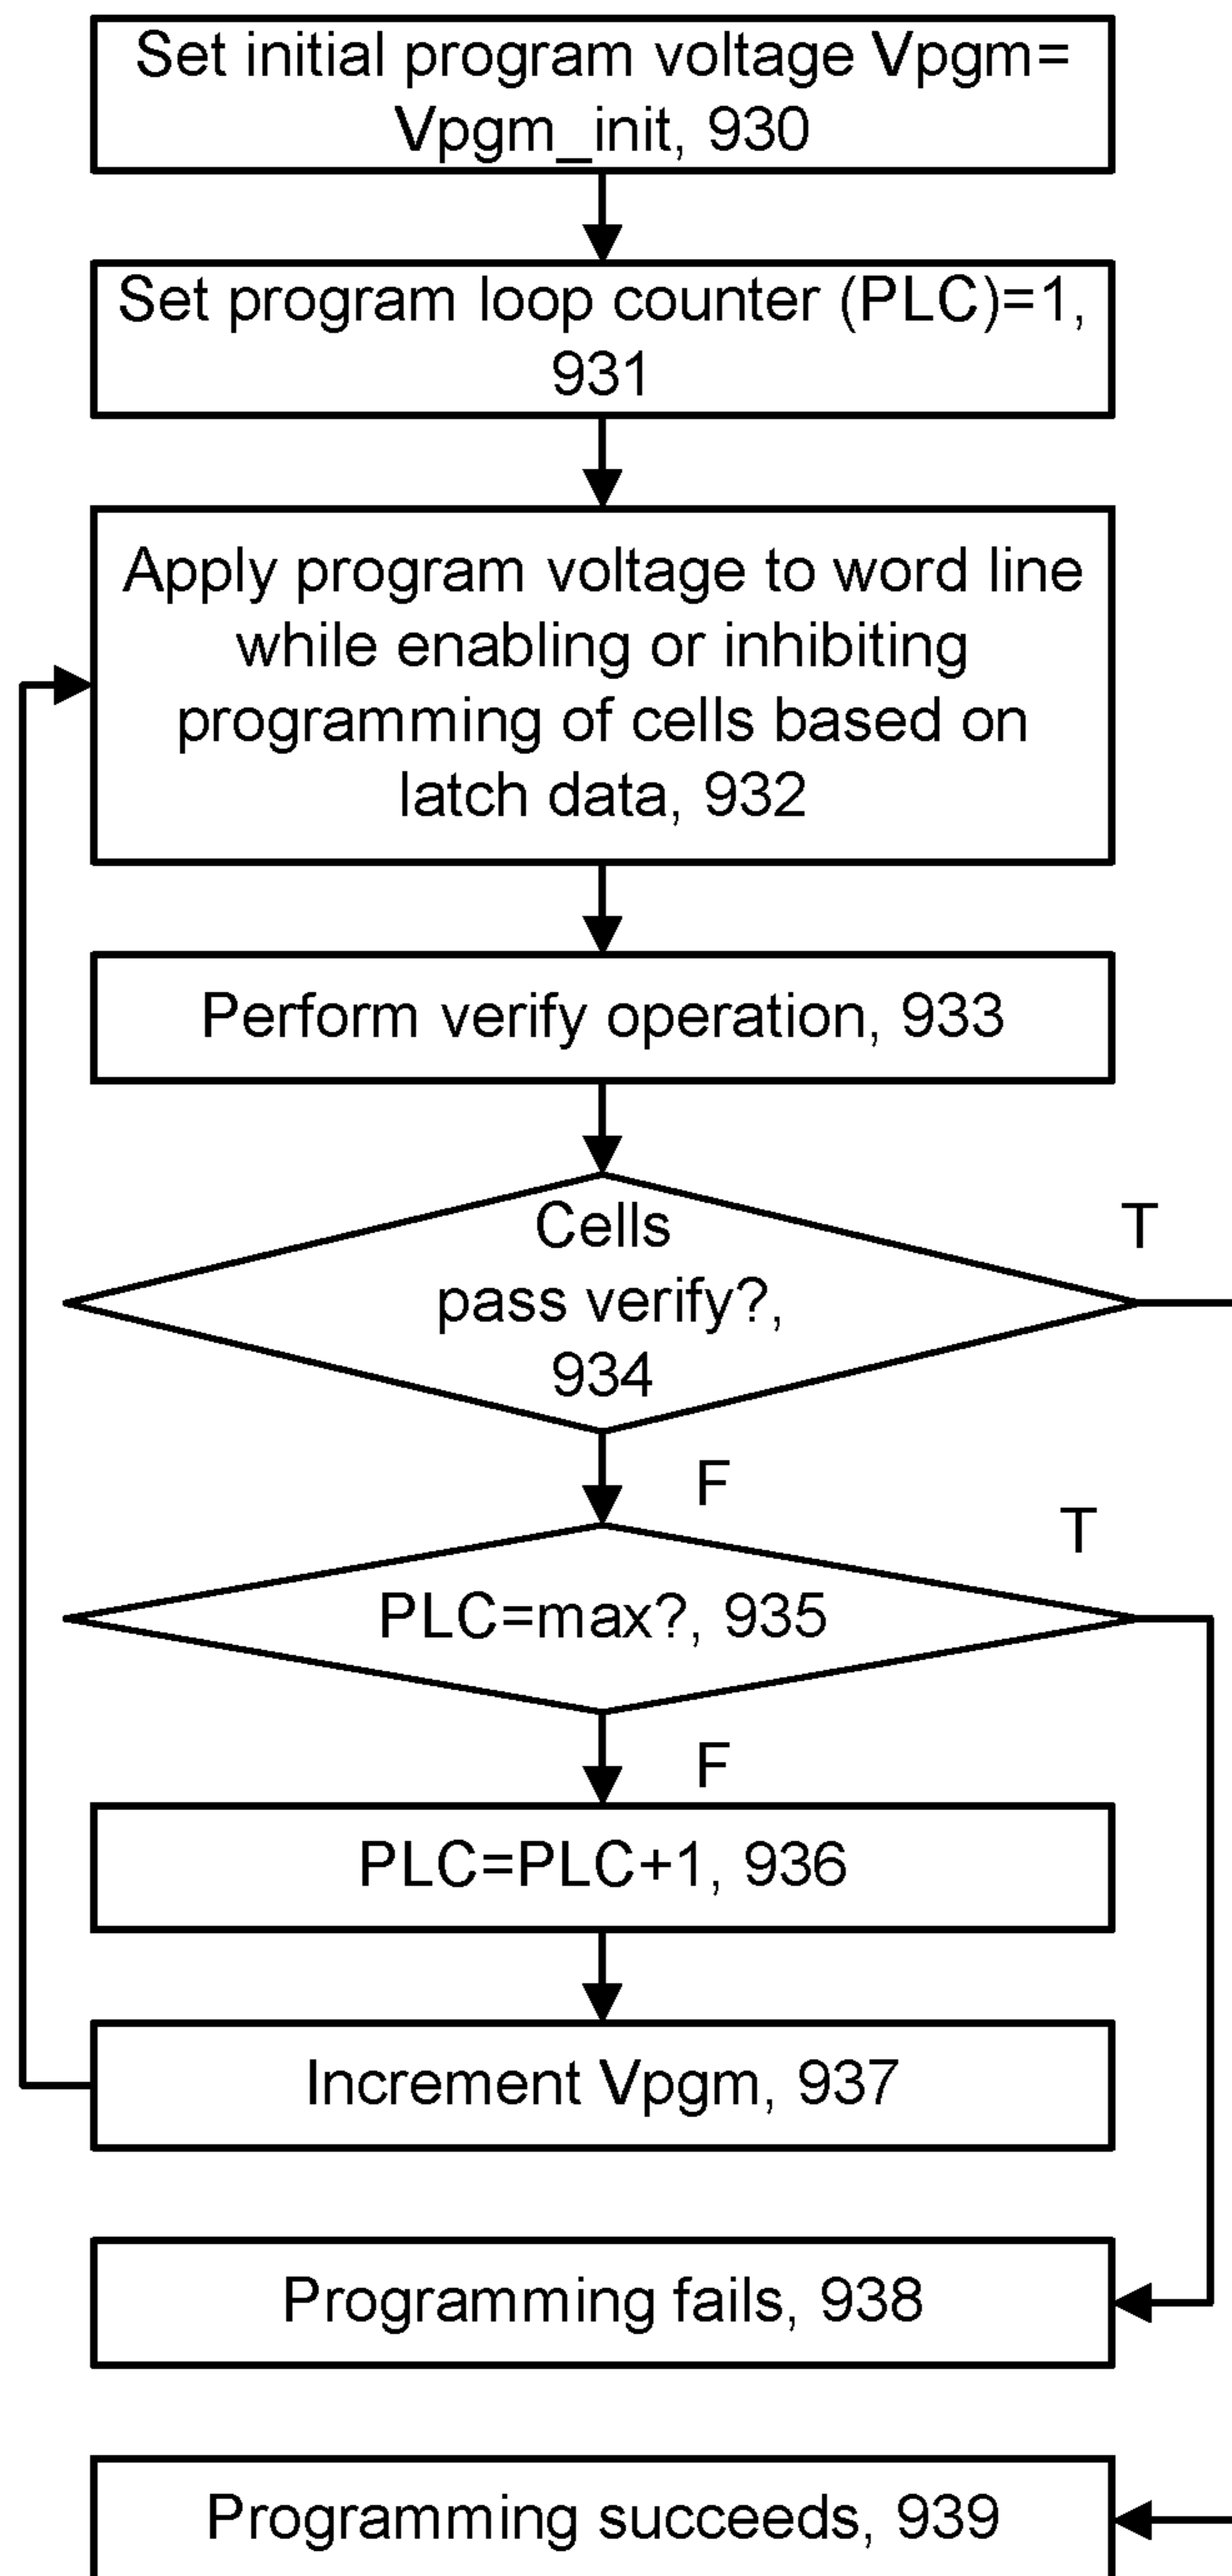 Set initial program voltage Vpgm=
Vpgm_init, 930
Set program loop counter (PLC)=1,
931
Apply program voltage to word line
while enabling or inhibiting
programming of cells based on
latch data, 932
Perform verify operation, 933
Cells
T
pass verify?,
934
F
T
PLC=max?, 935
F
PLC=PLC+1, 936
Increment Vpgm, 937
Programming fails, 938
Programming succeeds, 939